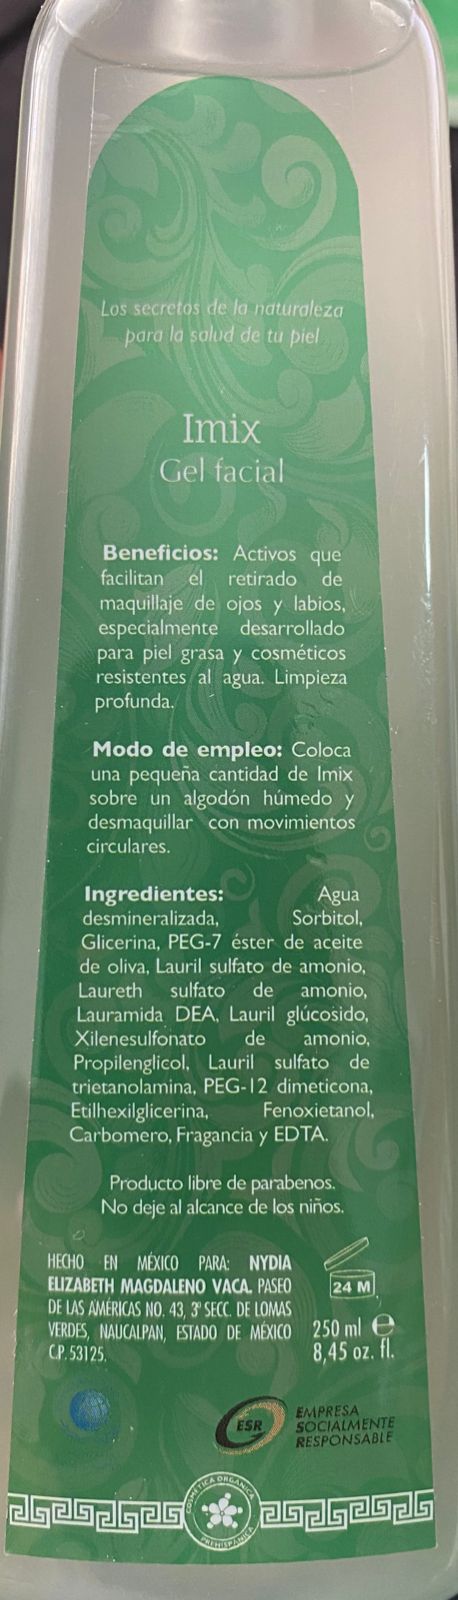 Los secretos de la naturaleza
para la salud de tu piel
Imix
Gel facial
Beneficios: Activos que
facilitan el retirado de
maquillaje de ojos y labios,
especialmente desarrollado
para piel grasa y cosméticos
resistentes al agua. Limpieza
profunda.
Modo de empleo: Coloca
una pequeña cantidad de Imix
sobre un algodón húmedo y
desmaquillar con movimientos
circulares.
Ingredientes: Agua
desmineralizada, Sorbitol,
Glicerina, PEG-7 éster de aceite
de oliva, Lauril sulfato de amonio,
Laureth sulfato de amonio,
Lauramida DEA, Lauril glúcosido,
Xilenesulfonato de amonio,
Propilenglicol, Lauril sulfato de
trietanolamina, PEG-12 dimeticona,
Etilhexilglicerina, Fenoxietanol,
Carbomero, Fragancia y EDTA.
Producto libre de parabenos.
No deje al alcance de los niños.
HECHO EN MÉXICO PARA: NYDIA
ELIZABETH MAGDALENO VACA. PASEO
DE LAS AMÉRICAS NO. 43, 3ª SECC. DE LOMAS
VERDES, NAUCALPAN, ESTADO DE MÉXICO
C.P. 53125.
24 M
250 ml e
8,45 oz. fl.
ESR
EMPRESA
SOCIALMENTE
RESPONSABLE
COSMÉTICA ORGÁNICA
PREHISPÁNICA